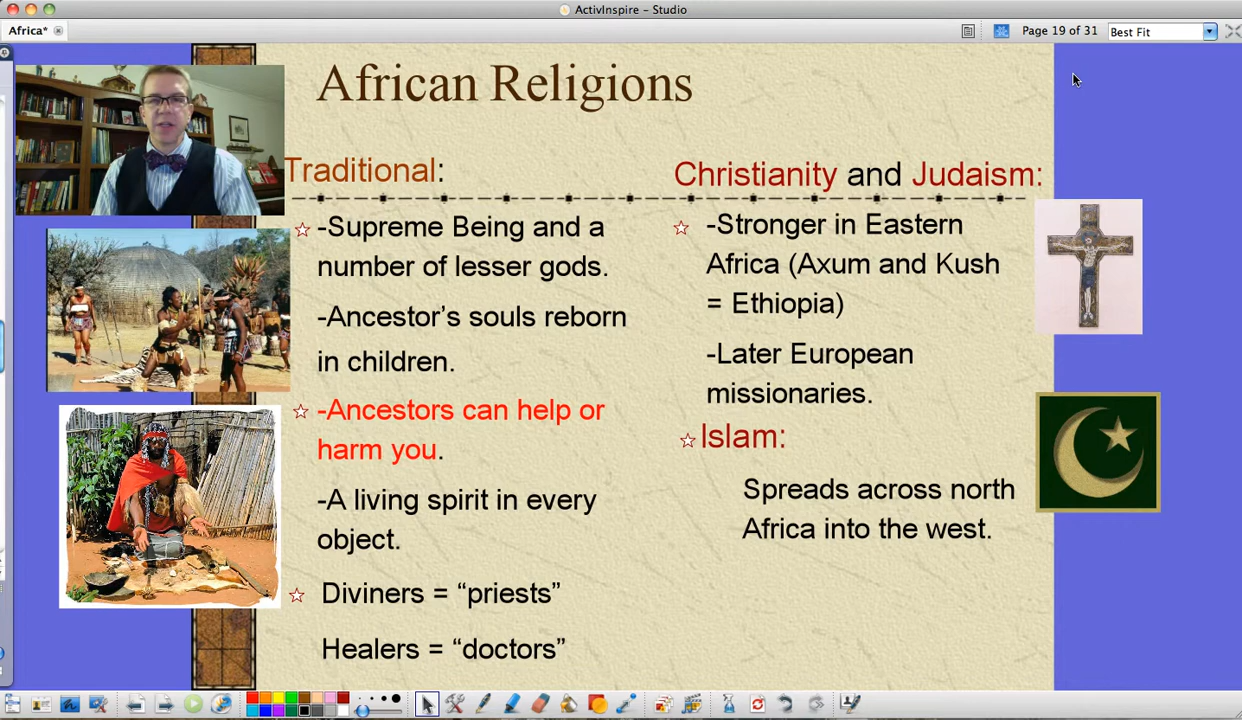 ActivInspire - Studio
Africa*
Page 19 of 31
Best Fit
African Religions
Traditional:
-Supreme Being and a
number of lesser gods.
-Ancestor's souls reborn
in children.
-Ancestors can help or
harm you.
-A living spirit in every
object.
Diviners = “priests”
Healers = “doctors”
Christianity and Judaism:
-Stronger in Eastern
Africa (Axum and Kush
= Ethiopia)
-Later European
missionaries.
Islam:
Spreads across north
Africa into the west.